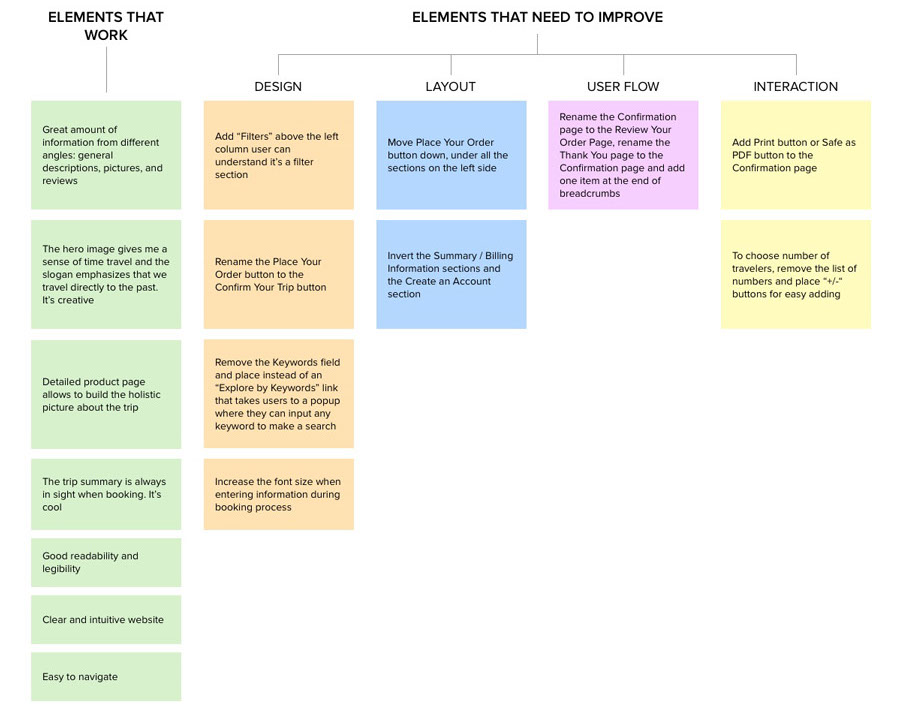 ELEMENTS THAT
WORK
ELEMENTS THAT NEED TO IMPROVE
DESIGN
LAYOUT
USER FLOW
INTERACTION
Great amount of
information from different
angles: general
descriptions, pictures, and
reviews
The hero image gives me a
sense of time travel and the
slogan emphasizes that we
travel directly to the past.
It's creative
Detailed product page
allows to build the holistic
picture about the trip
The trip summary is always
in sight when booking. It's
cool
Good readability and
legibility
Clear and intuitive website
Easy to navigate
Add "Filters" above the left
column user can
understand it's a filter
section
Rename the Place Your
Order button to the
Confirm Your Trip button
Remove the Keywords field
and place instead of an
"Explore by Keywords" link
that takes users to a popup
where they can input any
keyword to make a search
Increase the font size when
entering information during
booking process
Move Place Your Order
button down, under all the
sections on the left side
Invert the Summary / Billing
Information sections and
the Create an Account
section
Rename the Confirmation
page to the Review Your
Order Page, rename the
Thank You page to the
Confirmation page and add
one item at the end of
breadcrumbs
Add Print button or Safe as
PDF button to the
Confirmation page
To choose number of
travelers, remove the list of
numbers and place "+/-"
buttons for easy adding